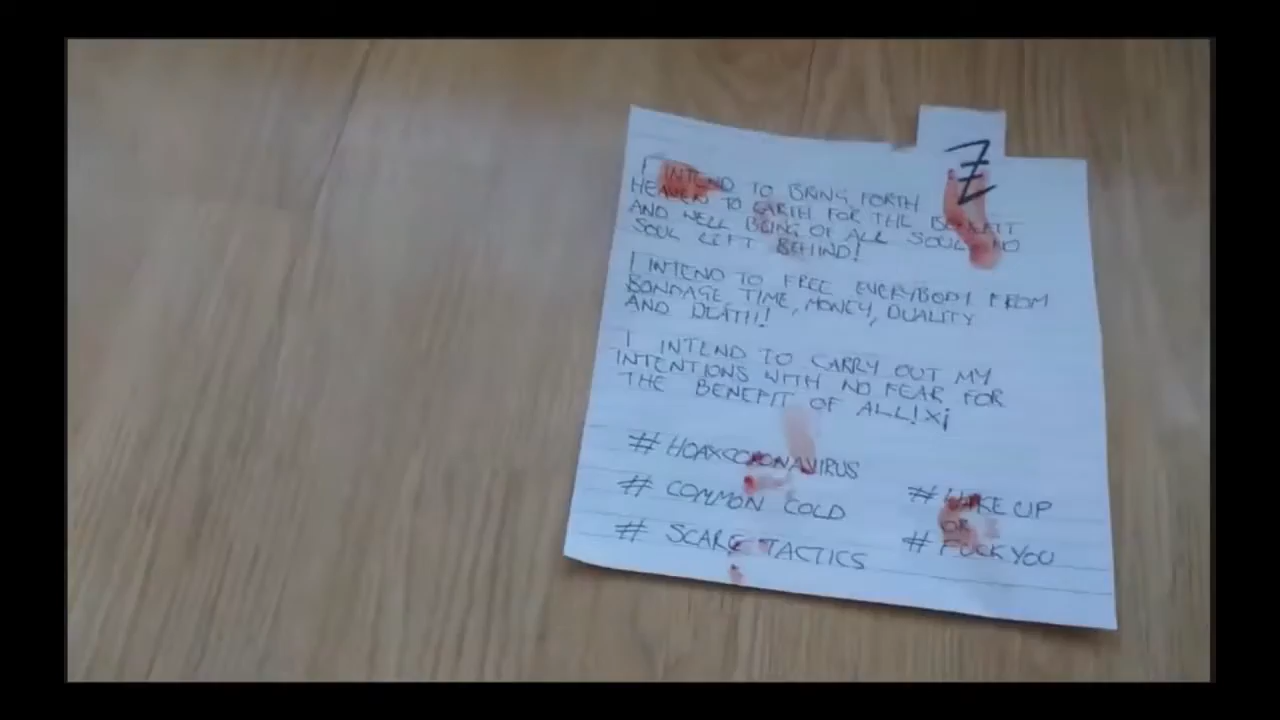 Z
I INTEND TO BRING FORTH
HEAVEN TO EARTH FOR THE
AND WELL BEING OF ALL SOUL NO
SOUL LEFT BEHIND!
I INTEND TO FREE EVERYBODY FROM
BONDAGE TIME, MONEY, DUALITY
AND DEATH!
I INTEND TO CARRY OUT MY
INTENTIONS WITH NO FEAR FOR
THE BENEFIT OF ALL!X¡
# HOAXCORONAVIRUS
# COMMON COLD
# SCARE TACTICS
# WAKE UP
OR
# FUCK YOU